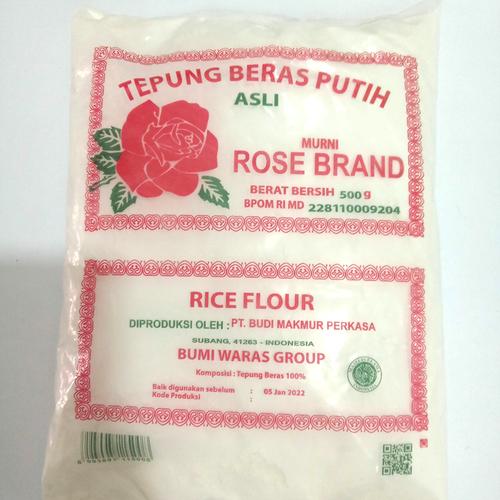 TEPUNG BERAS PUTIH
ASLI
MURNI
ROSE BRAND
BERAT BERSIH 500 g
BPOM RI MD 228110009204
RICE FLOUR
DIPRODUKSI OLEH : PT. BUDI MAKMUR PERKASA
SUBANG, 41263 - INDONESIA
BUMI WARAS GROUP
Komposisi : Tepung Beras 100%
Baik digunakan sebelum : 05 Jan 2022
Kode Produksi :